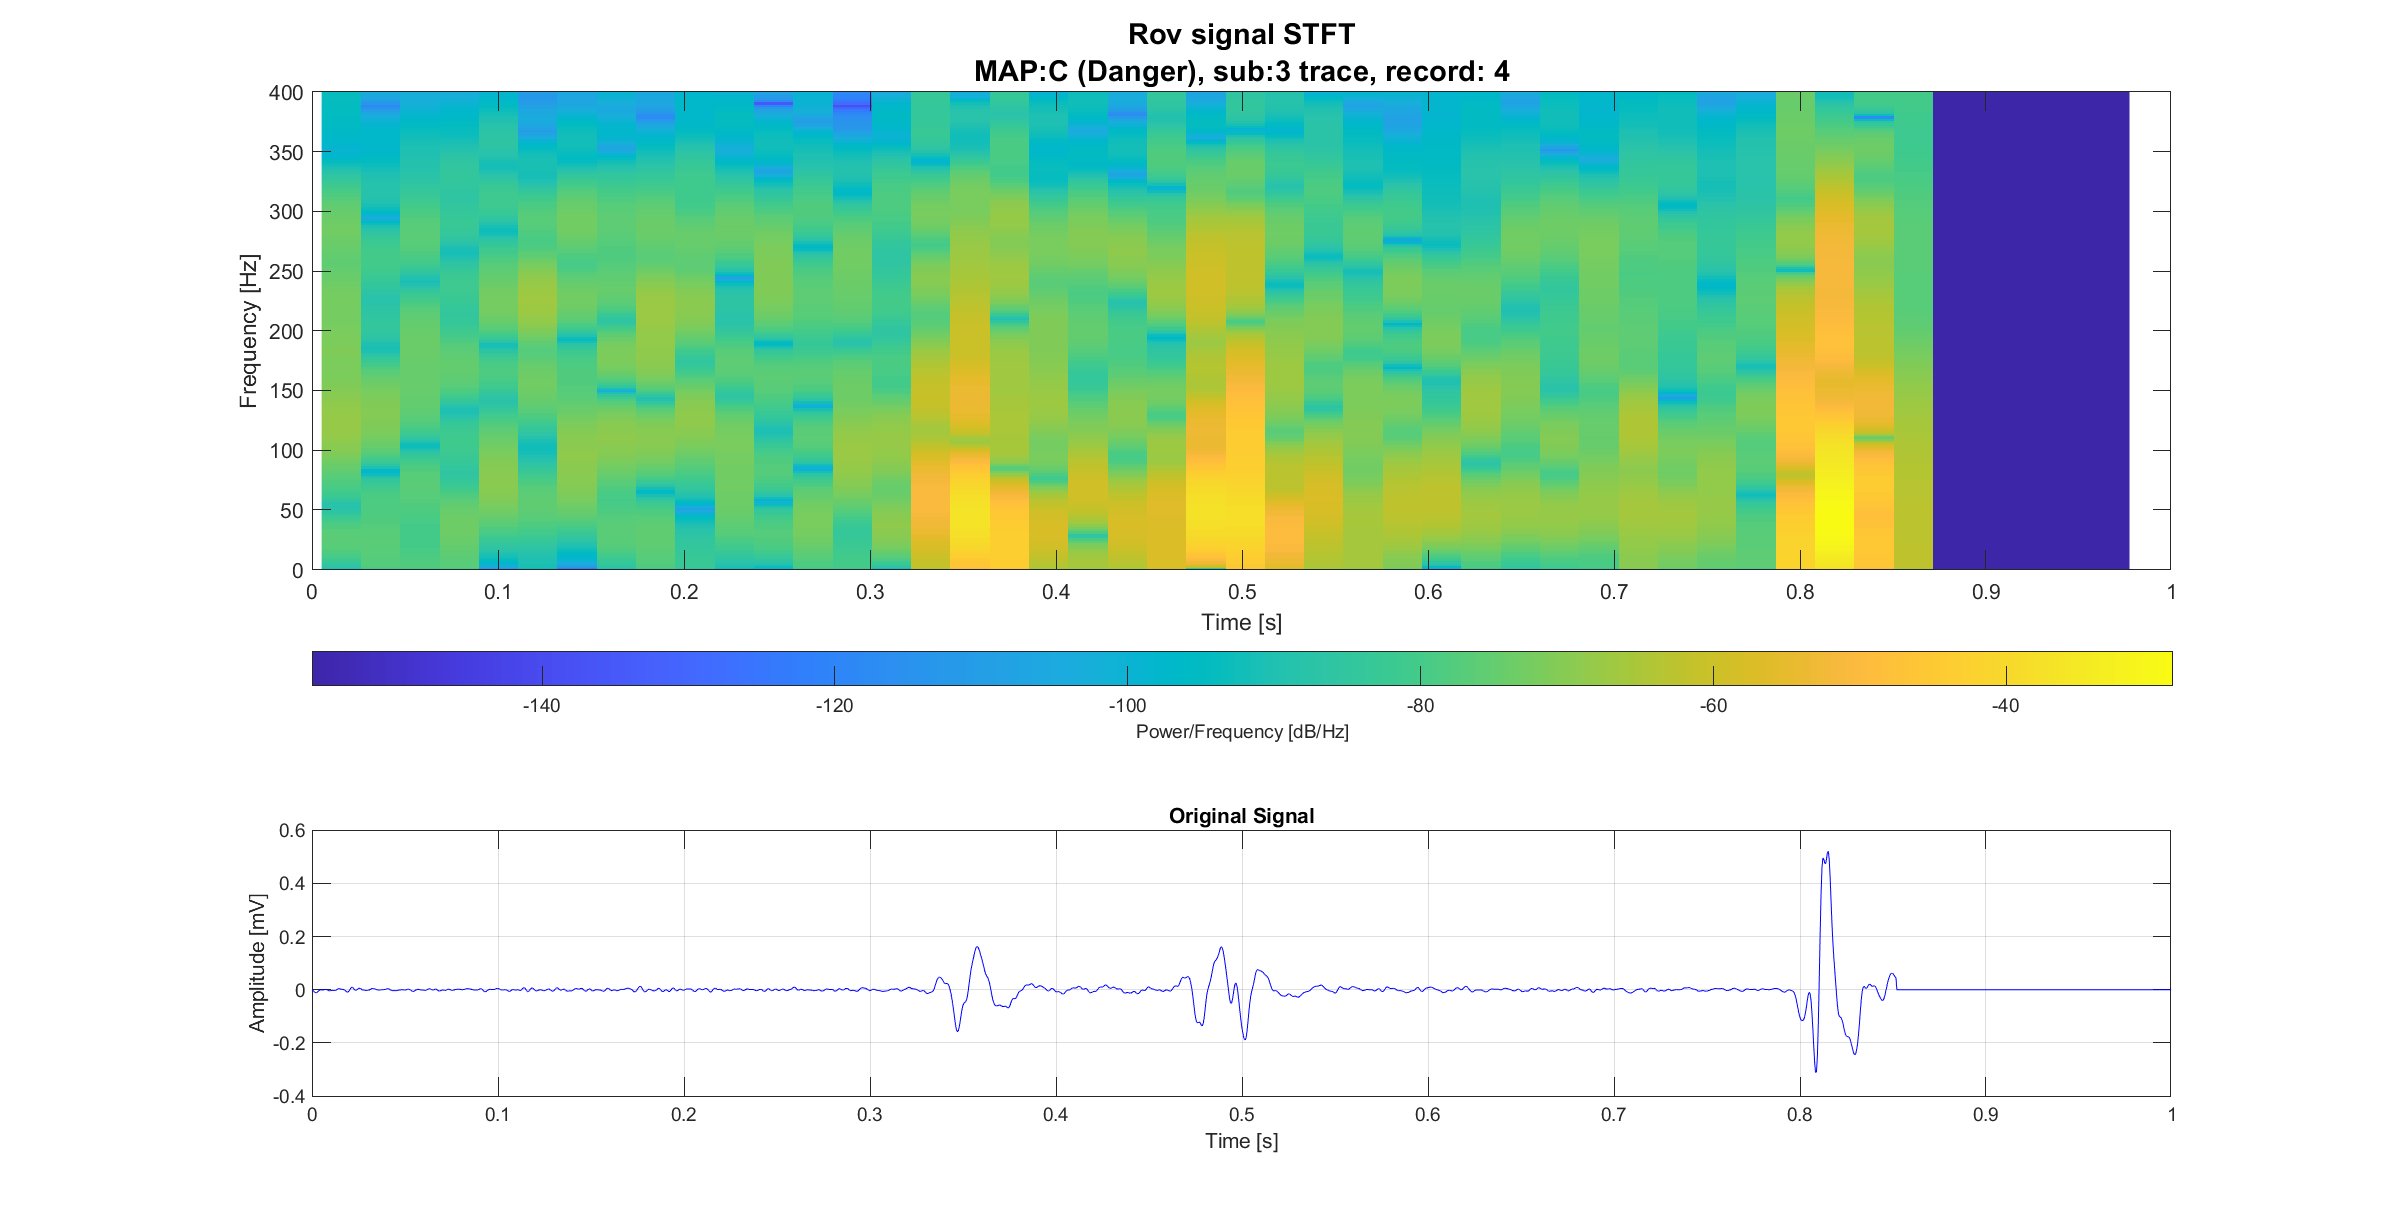 Rov signal STFT
MAP:C (Danger), sub:3 trace, record: 4
400
350
300
250
200
150
100
50
0
Frequency [Hz]
0 0.1 0.2 0.3 0.4 0.5 0.6 0.7 0.8 0.9 1
Time [s]
-140 -120 -100 -80 -60 -40
Power/Frequency [dB/Hz]
Original Signal
0.6
0.4
0.2
0
-0.2
-0.4
Amplitude [mV]
0 0.1 0.2 0.3 0.4 0.5 0.6 0.7 0.8 0.9 1
Time [s]